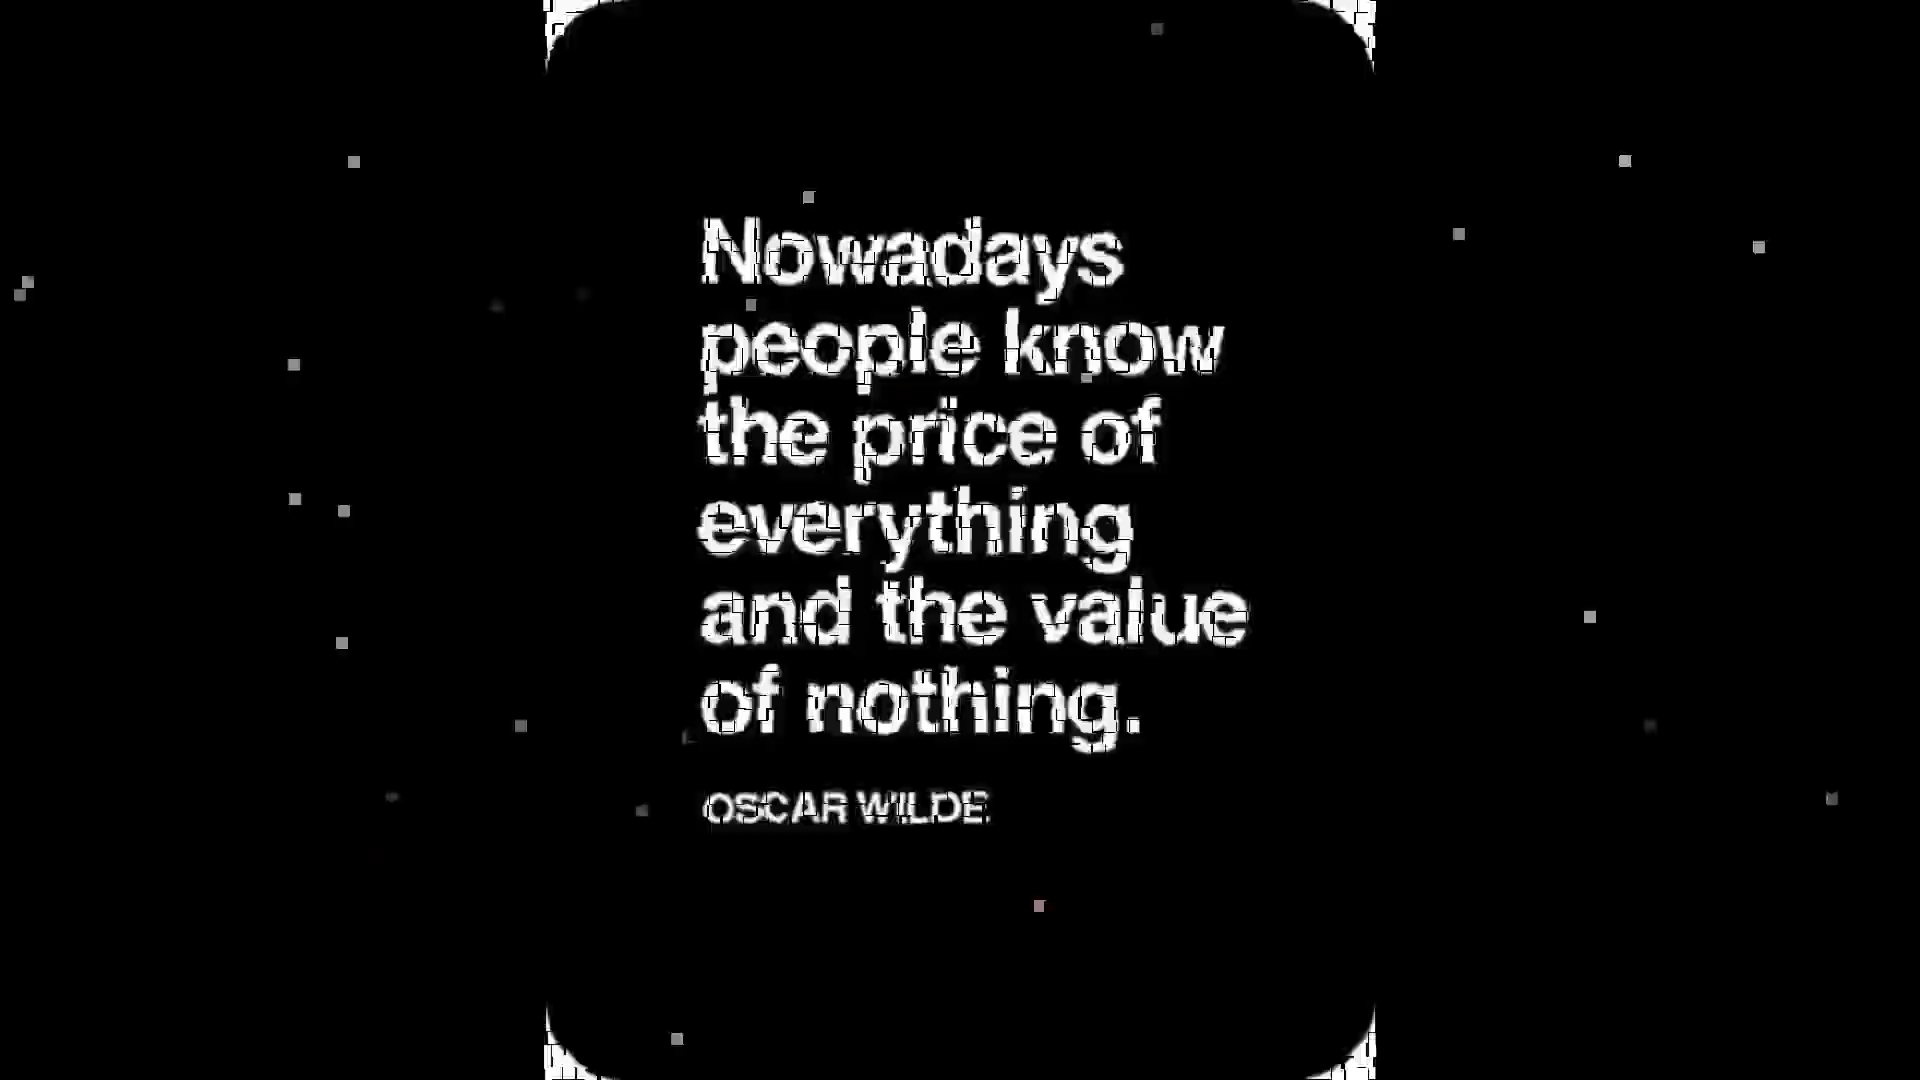 Nowadays
people know
the price of
everything
and the value
of nothing.
OSCAR WILDE